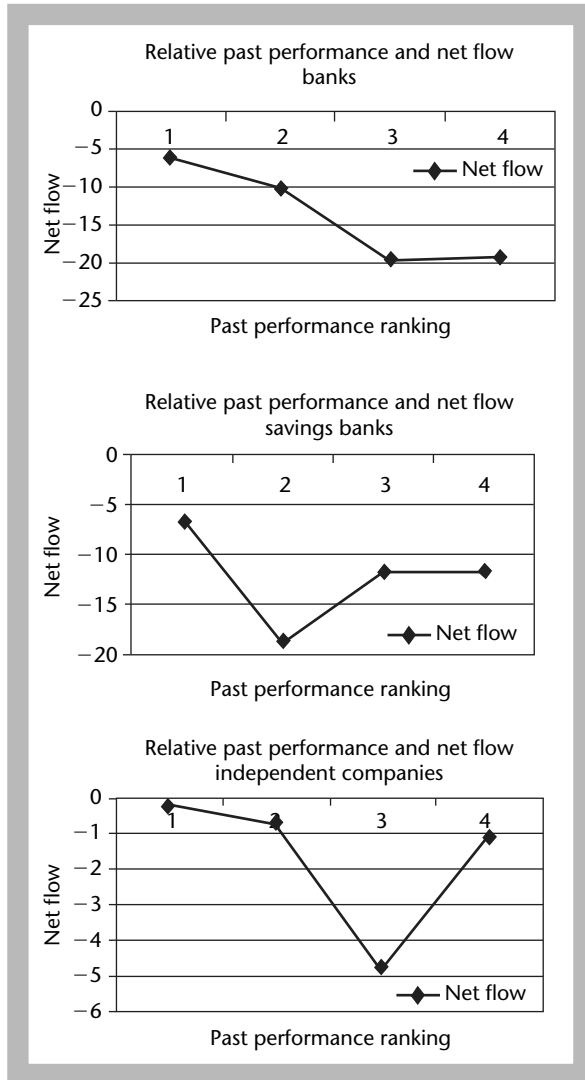 Relative past performance and net flow
banks
0
−5
−10
−15
−20
−25
1 2 3 4
Net flow
Net flow
Past performance ranking
Relative past performance and net flow
savings banks
0
−5
−10
−15
−20
1 2 3 4
Net flow
Net flow
Past performance ranking
Relative past performance and net flow
independent companies
0
−1
−2
−3
−4
−5
−6
1 2 3 4
Net flow
Net flow
Past performance ranking